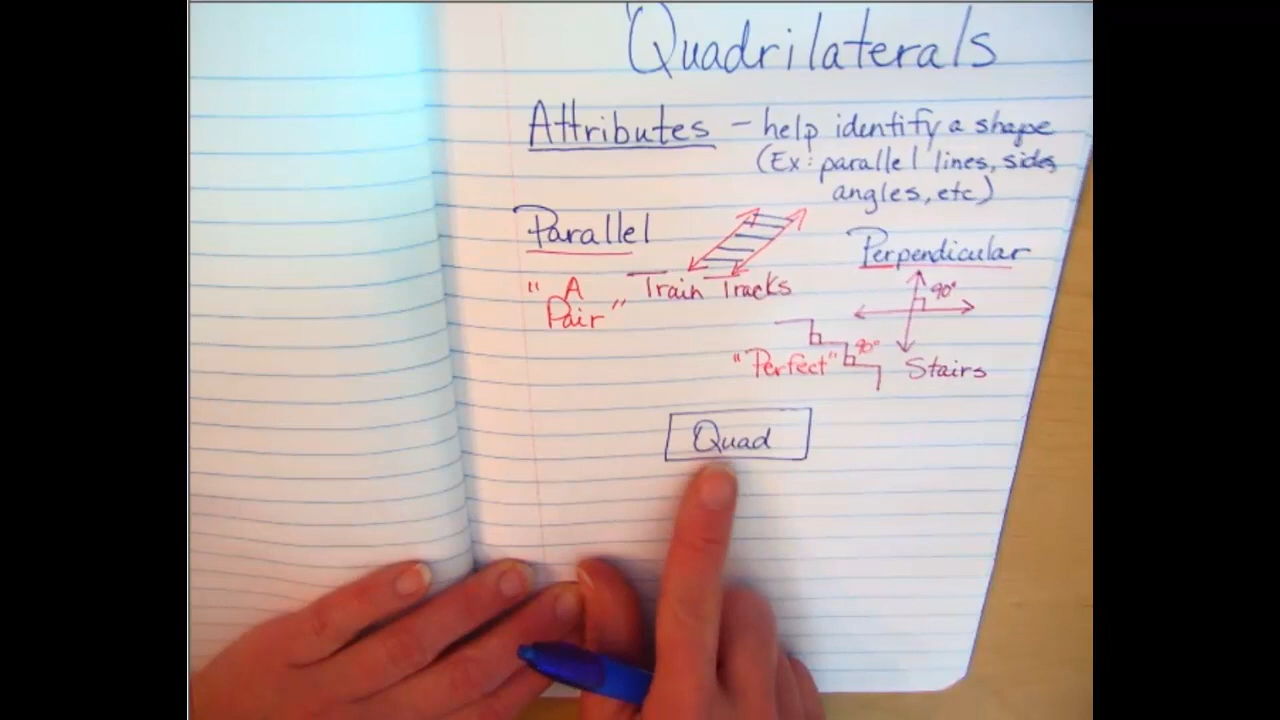 Quadrilaterals
Attributes - help identify a shape
(Ex: parallel lines, sides,
angles, etc)
Parallel
Perpendicular
" A
Pair "
Train Tracks
90°
"Perfect"
90°
Stairs
Quad